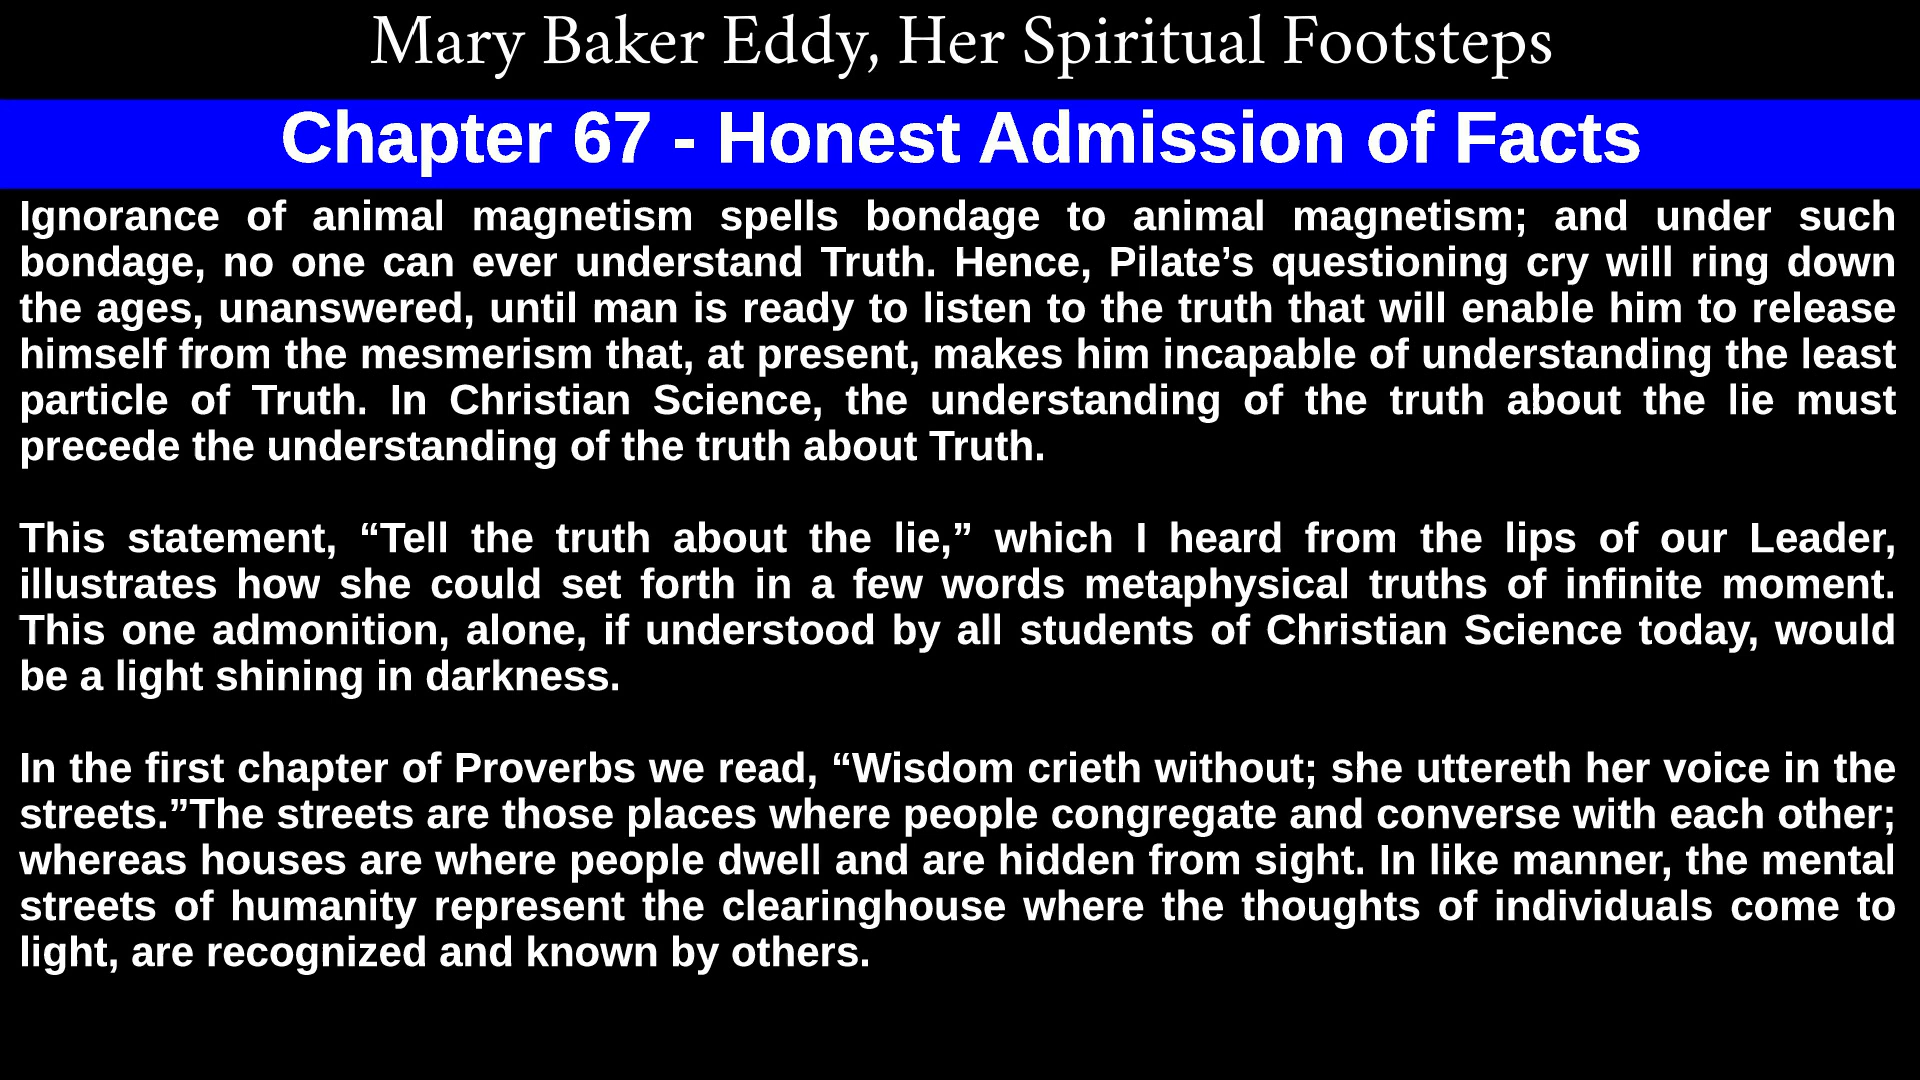 Mary Baker Eddy, Her Spiritual Footsteps
Chapter 67 - Honest Admission of Facts
Ignorance of animal magnetism spells bondage to animal magnetism; and under such
bondage, no one can ever understand Truth. Hence, Pilate’s questioning cry will ring down
the ages, unanswered, until man is ready to listen to the truth that will enable him to release
himself from the mesmerism that, at present, makes him incapable of understanding the least
particle of Truth. In Christian Science, the understanding of the truth about the lie must
precede the understanding of the truth about Truth.
This statement, “Tell the truth about the lie,” which I heard from the lips of our Leader,
illustrates how she could set forth in a few words metaphysical truths of infinite moment.
This one admonition, alone, if understood by all students of Christian Science today, would
be a light shining in darkness.
In the first chapter of Proverbs we read, “Wisdom crieth without; she uttereth her voice in the
streets.”The streets are those places where people congregate and converse with each other;
whereas houses are where people dwell and are hidden from sight. In like manner, the mental
streets of humanity represent the clearinghouse where the thoughts of individuals come to
light, are recognized and known by others.